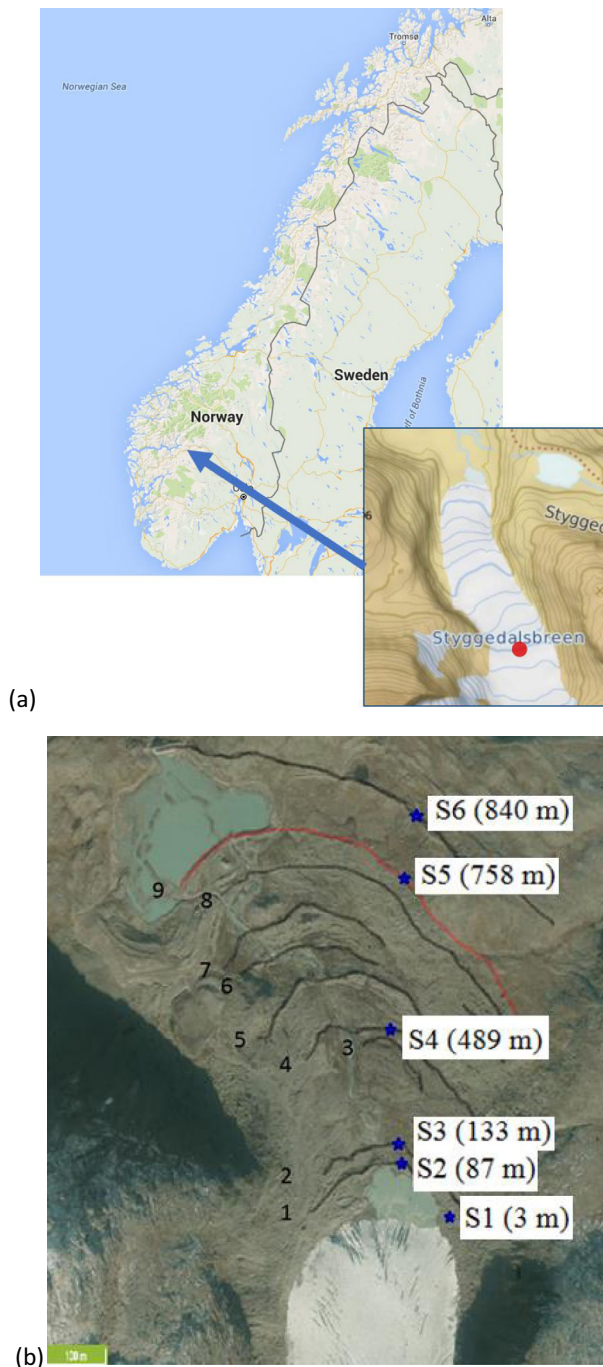 Alta
Tromsø
Norwegian Sea
Sweden
Norway
Styggedalsbreen
(a)
S6 (840 m)
S5 (758 m)
9
8
7
6
S4 (489 m)
5
4
3
S3 (133 m)
S2 (87 m)
2
S1 (3 m)
1
100 m
(b)